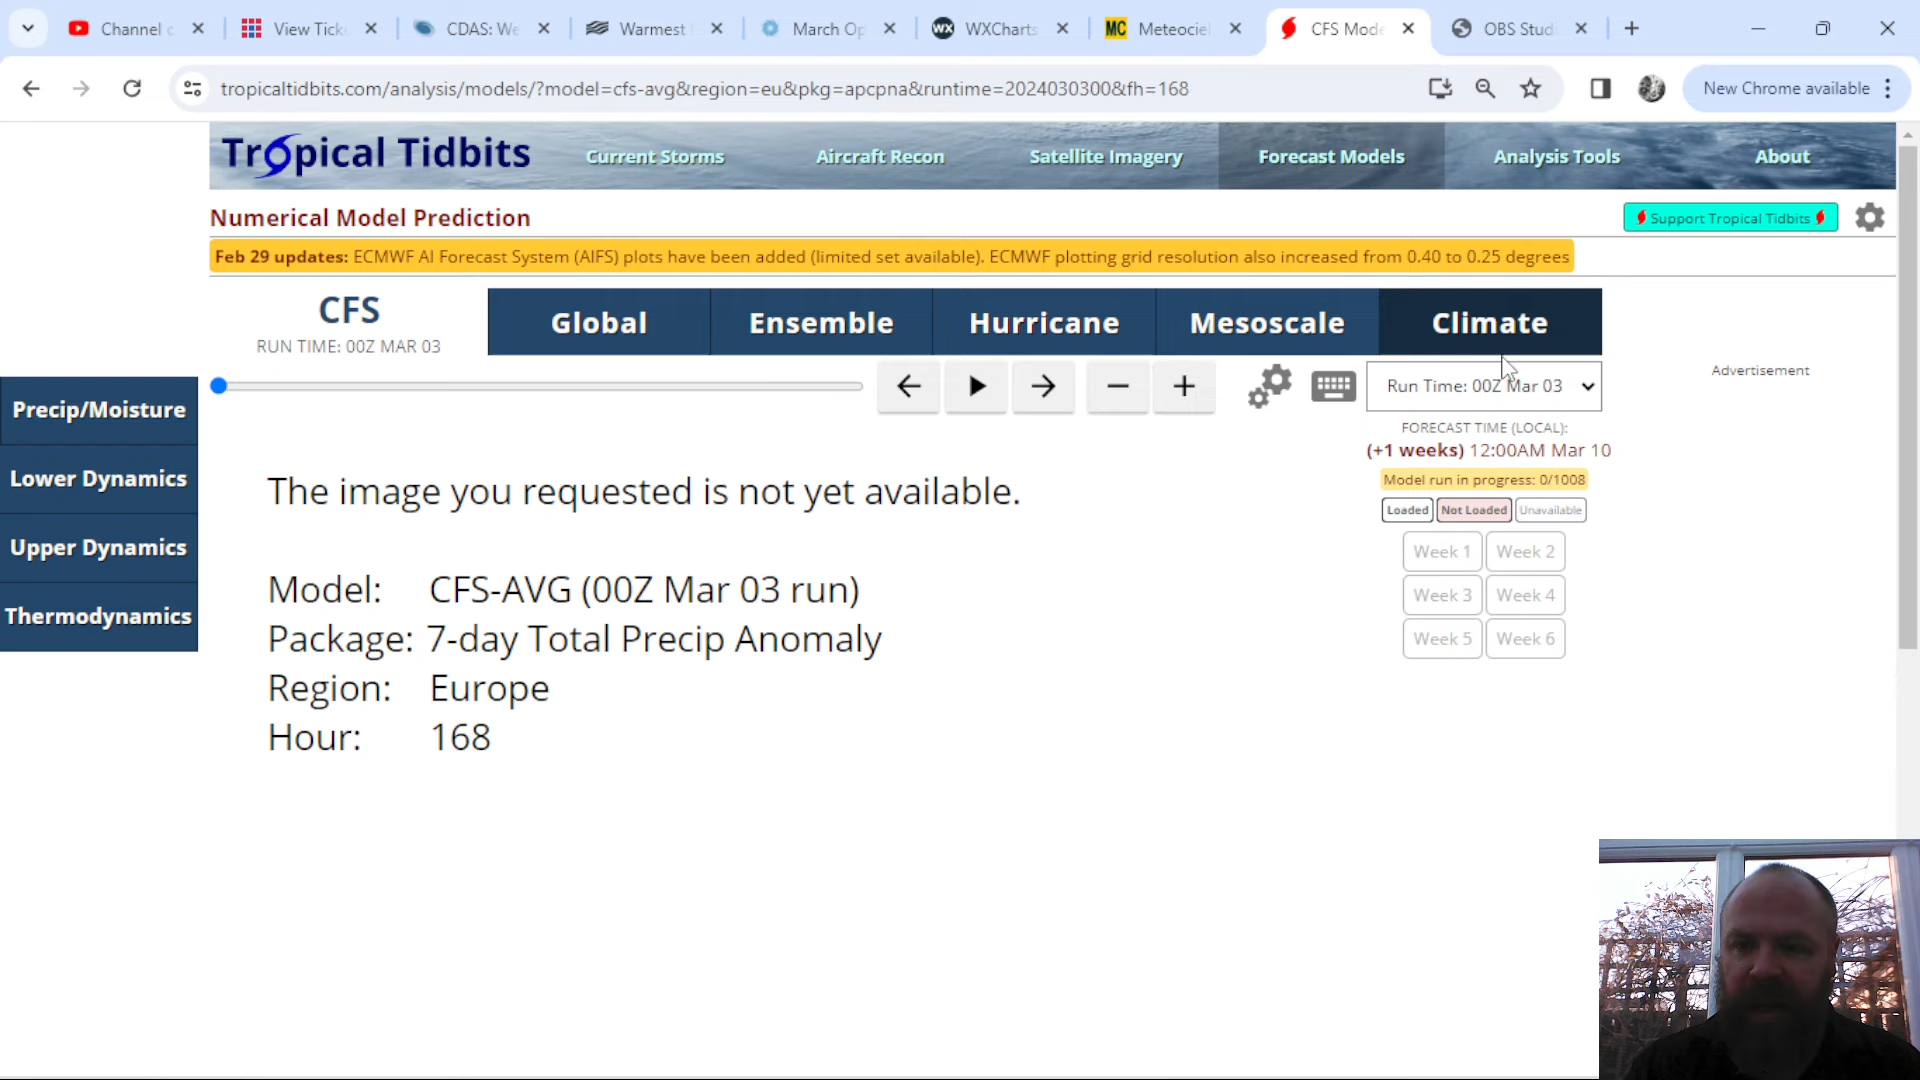 Channel c
View Tick
CDAS: We
Warmest
March Op
WXCharts
MC Meteociel
CFS Mode
OBS Stud
tropicaltidbits.com/analysis/models/?model=cfs-avg&region=eu&pkg=apcpna&runtime=2024030300&fh=168
New Chrome available
Tropical Tidbits
Current Storms
Aircraft Recon
Satellite Imagery
Forecast Models
Analysis Tools
About
Numerical Model Prediction
Support Tropical Tidbits
Feb 29 updates: ECMWF AI Forecast System (AIFS) plots have been added (limited set available). ECMWF plotting grid resolution also increased from 0.40 to 0.25 degrees
CFS
RUN TIME: 00Z MAR 03
Global
Ensemble
Hurricane
Mesoscale
Climate
Run Time: 00Z Mar 03
Advertisement
Precip/Moisture
Lower Dynamics
Upper Dynamics
Thermodynamics
FORECAST TIME (LOCAL):
(+1 weeks) 12:00AM Mar 10
Model run in progress: 0/1008
Loaded
Not Loaded
Unavailable
Week 1
Week 2
Week 3
Week 4
Week 5
Week 6
The image you requested is not yet available.
Model: CFS-AVG (00Z Mar 03 run)
Package: 7-day Total Precip Anomaly
Region: Europe
Hour: 168